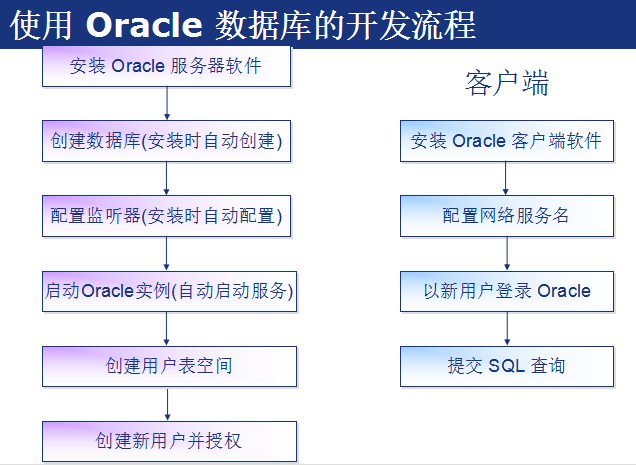 使用 Oracle 数据库的开发流程
安装 Oracle 服务器软件
创建数据库(安装时自动创建)
配置监听器(安装时自动配置)
启动Oracle实例(自动启动服务)
创建用户表空间
创建新用户并授权
客户端
安装 Oracle 客户端软件
配置网络服务名
以新用户登录 Oracle
提交 SQL 查询